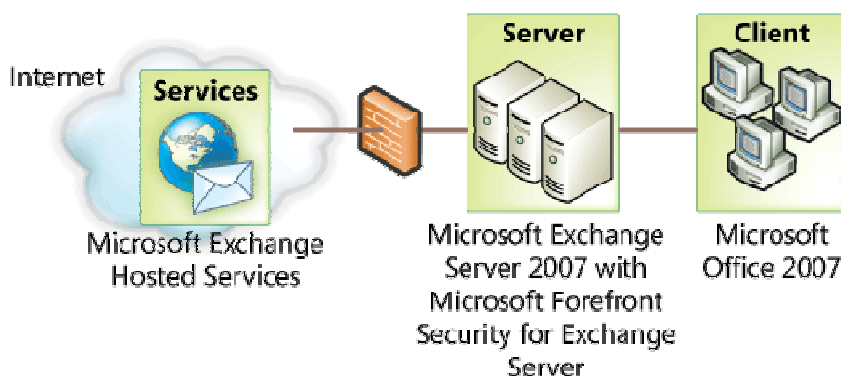 Internet
Services
Microsoft Exchange
Hosted Services
Server
Microsoft Exchange
Server 2007 with
Microsoft Forefront
Security for Exchange
Server
Client
Microsoft
Office 2007